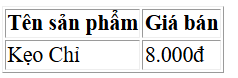 Tên sản phẩm Giá bán
Kẹo Chỉ 8.000đ